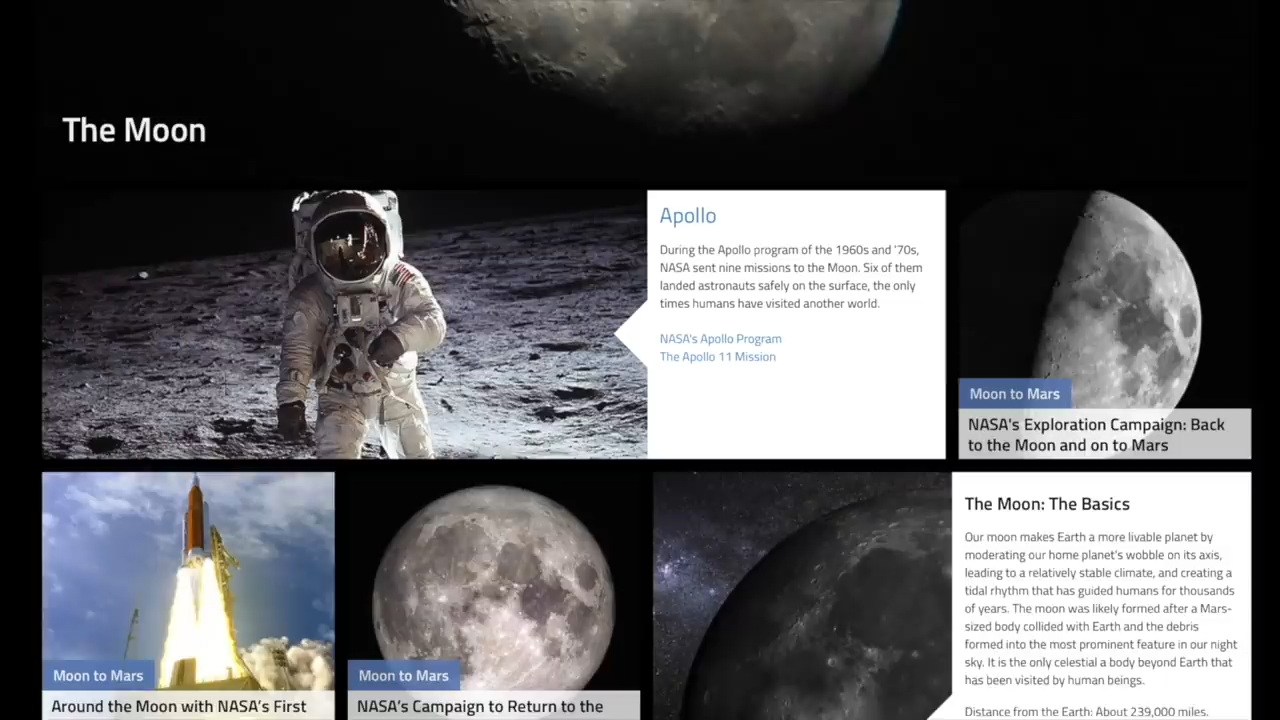 The Moon
Apollo
During the Apollo program of the 1960s and '70s,
NASA sent nine missions to the Moon. Six of them
landed astronauts safely on the surface, the only
times humans have visited another world.
NASA's Apollo Program
The Apollo 11 Mission
Moon to Mars
NASA's Exploration Campaign: Back
to the Moon and on to Mars
Moon to Mars
Around the Moon with NASA's First
Moon to Mars
NASA's Campaign to Return to the
The Moon: The Basics
Our moon makes Earth a more livable planet by
moderating our home planet's wobble on its axis,
leading to a relatively stable climate, and creating a
tidal rhythm that has guided humans for thousands
of years. The moon was likely formed after a Mars-
sized body collided with Earth and the debris
formed into the most prominent feature in our night
sky. It is the only celestial a body beyond Earth that
has been visited by human beings.
Distance from the Earth: About 239,000 miles.